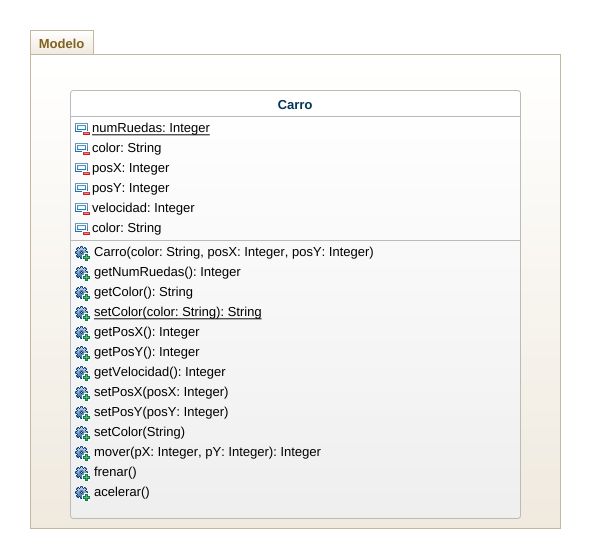 Modelo
Carro
numRuedas: Integer
color: String
posX: Integer
posY: Integer
velocidad: Integer
color: String
Carro(color: String, posX: Integer, posY: Integer)
getNumRuedas(): Integer
getColor(): String
setColor(color: String): String
getPosX(): Integer
getPosY(): Integer
getVelocidad(): Integer
setPosX(posX: Integer)
setPosY(posY: Integer)
setColor(String)
mover(pX: Integer, pY: Integer): Integer
frenar()
acelerar()